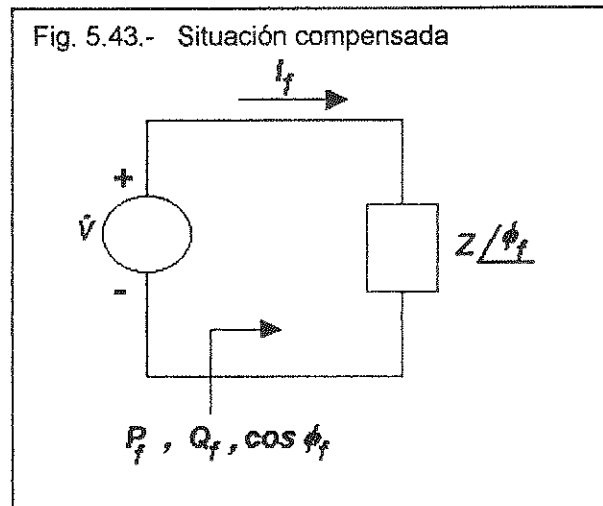 Fig. 5.43.- Situación compensada
I_f
+
V̇
-
Z/ϕ_f
P_f , Q_f , cos ϕ_f